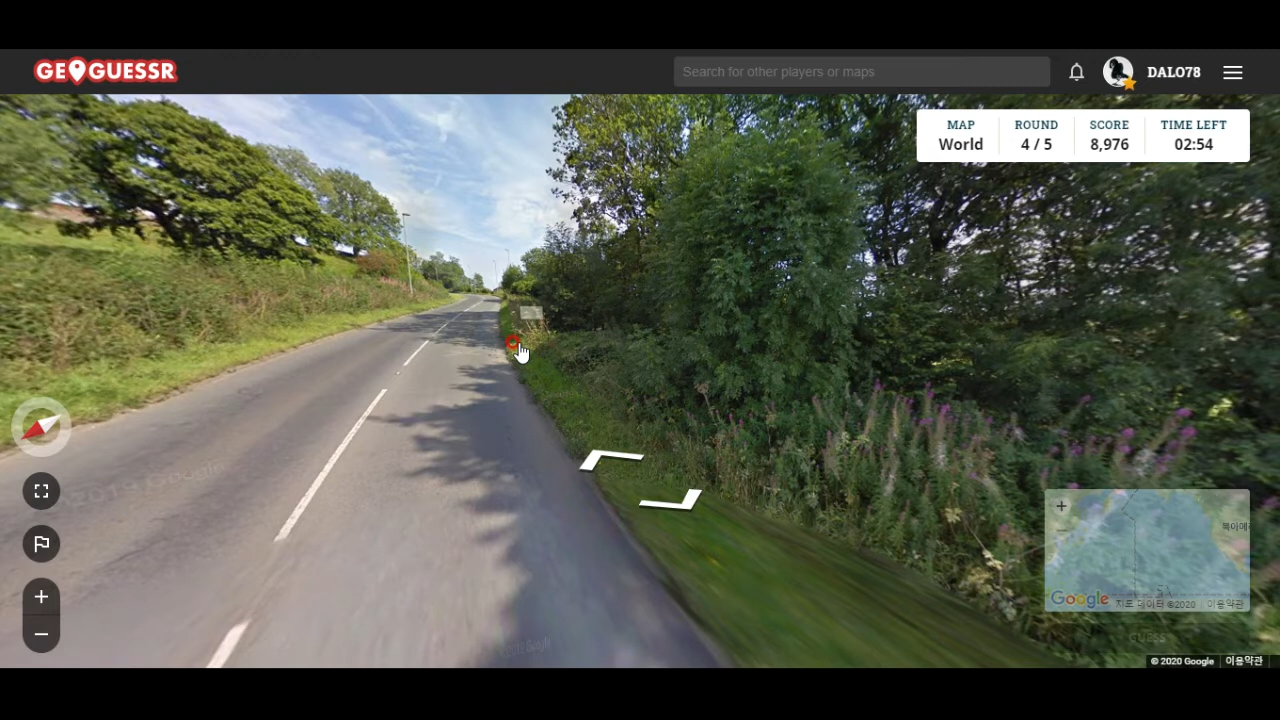 GEOGUESSR
Search for other players or maps
DALO78
MAP
World
ROUND
4 / 5
SCORE
8,976
TIME LEFT
02:54
Google
지도 데이터 ©2020 이용약관
GUESS
© 2020 Google 이용약관